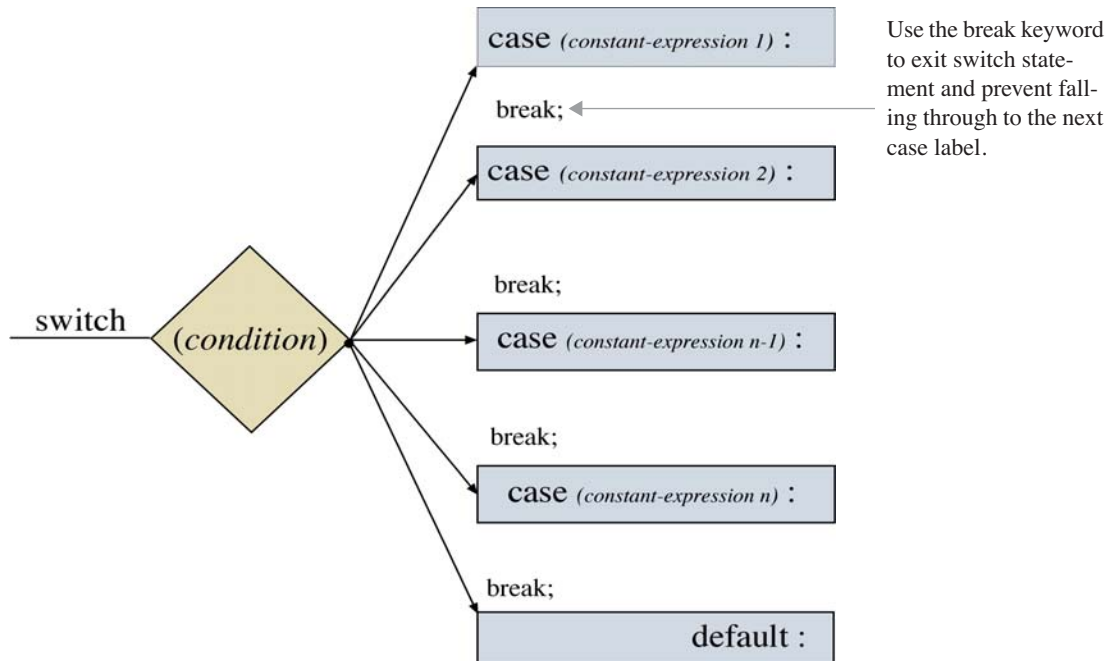 case (constant-expression 1) :
Use the break keyword
to exit switch state-
ment and prevent fall-
ing through to the next
case label.
break;
case (constant-expression 2) :
break;
switch
(condition)
case (constant-expression n-1) :
break;
case (constant-expression n) :
break;
default :